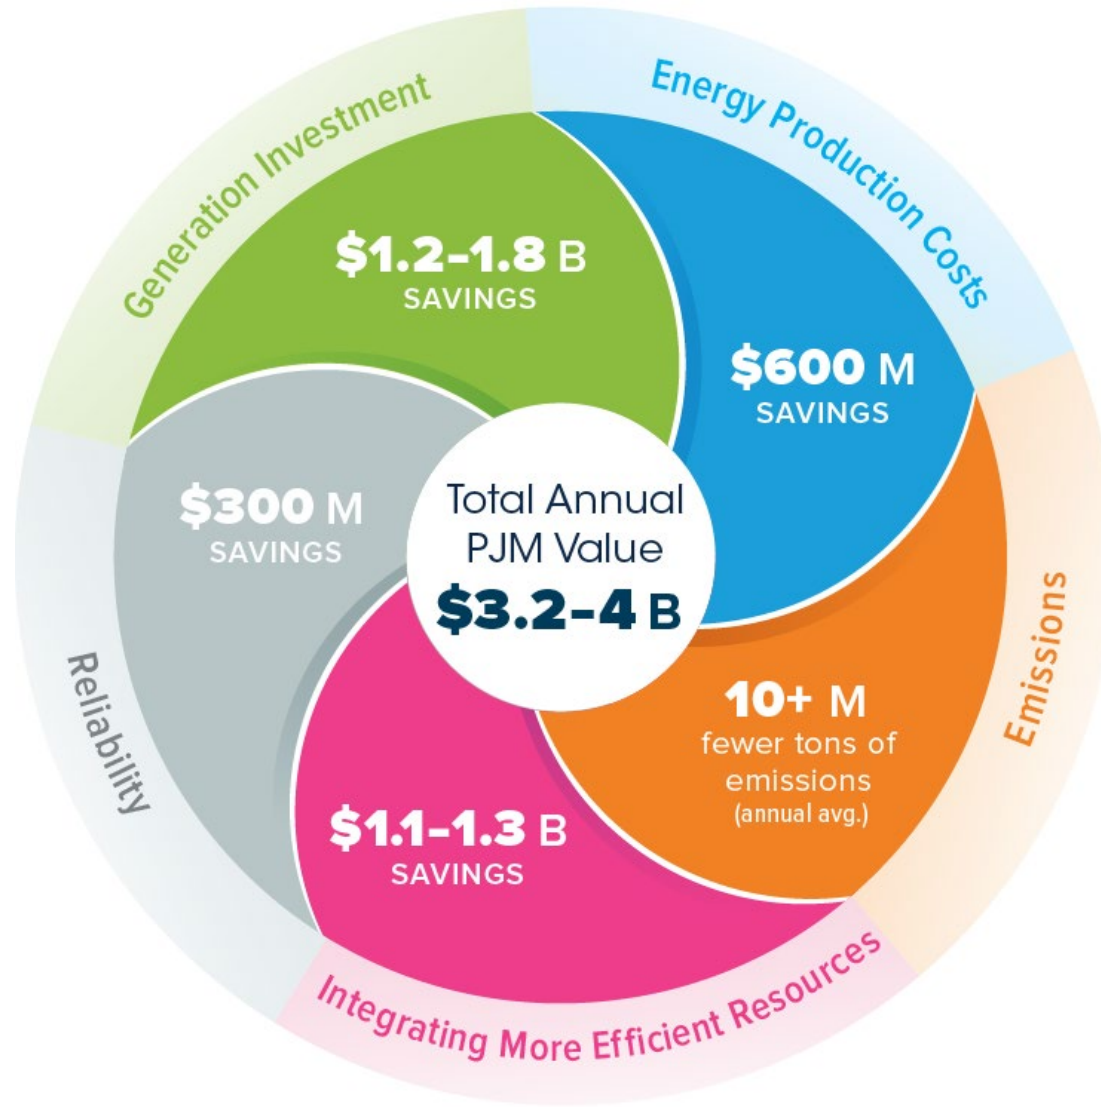 Generation Investment
$1.2–1.8 B
SAVINGS
Energy Production Costs
$600 M
SAVINGS
Emissions
10+ M
fewer tons of
emissions
(annual avg.)
Integrating More Efficient Resources
$1.1–1.3 B
SAVINGS
Reliability
$300 M
SAVINGS
Total Annual
PJM Value
$3.2–4 B